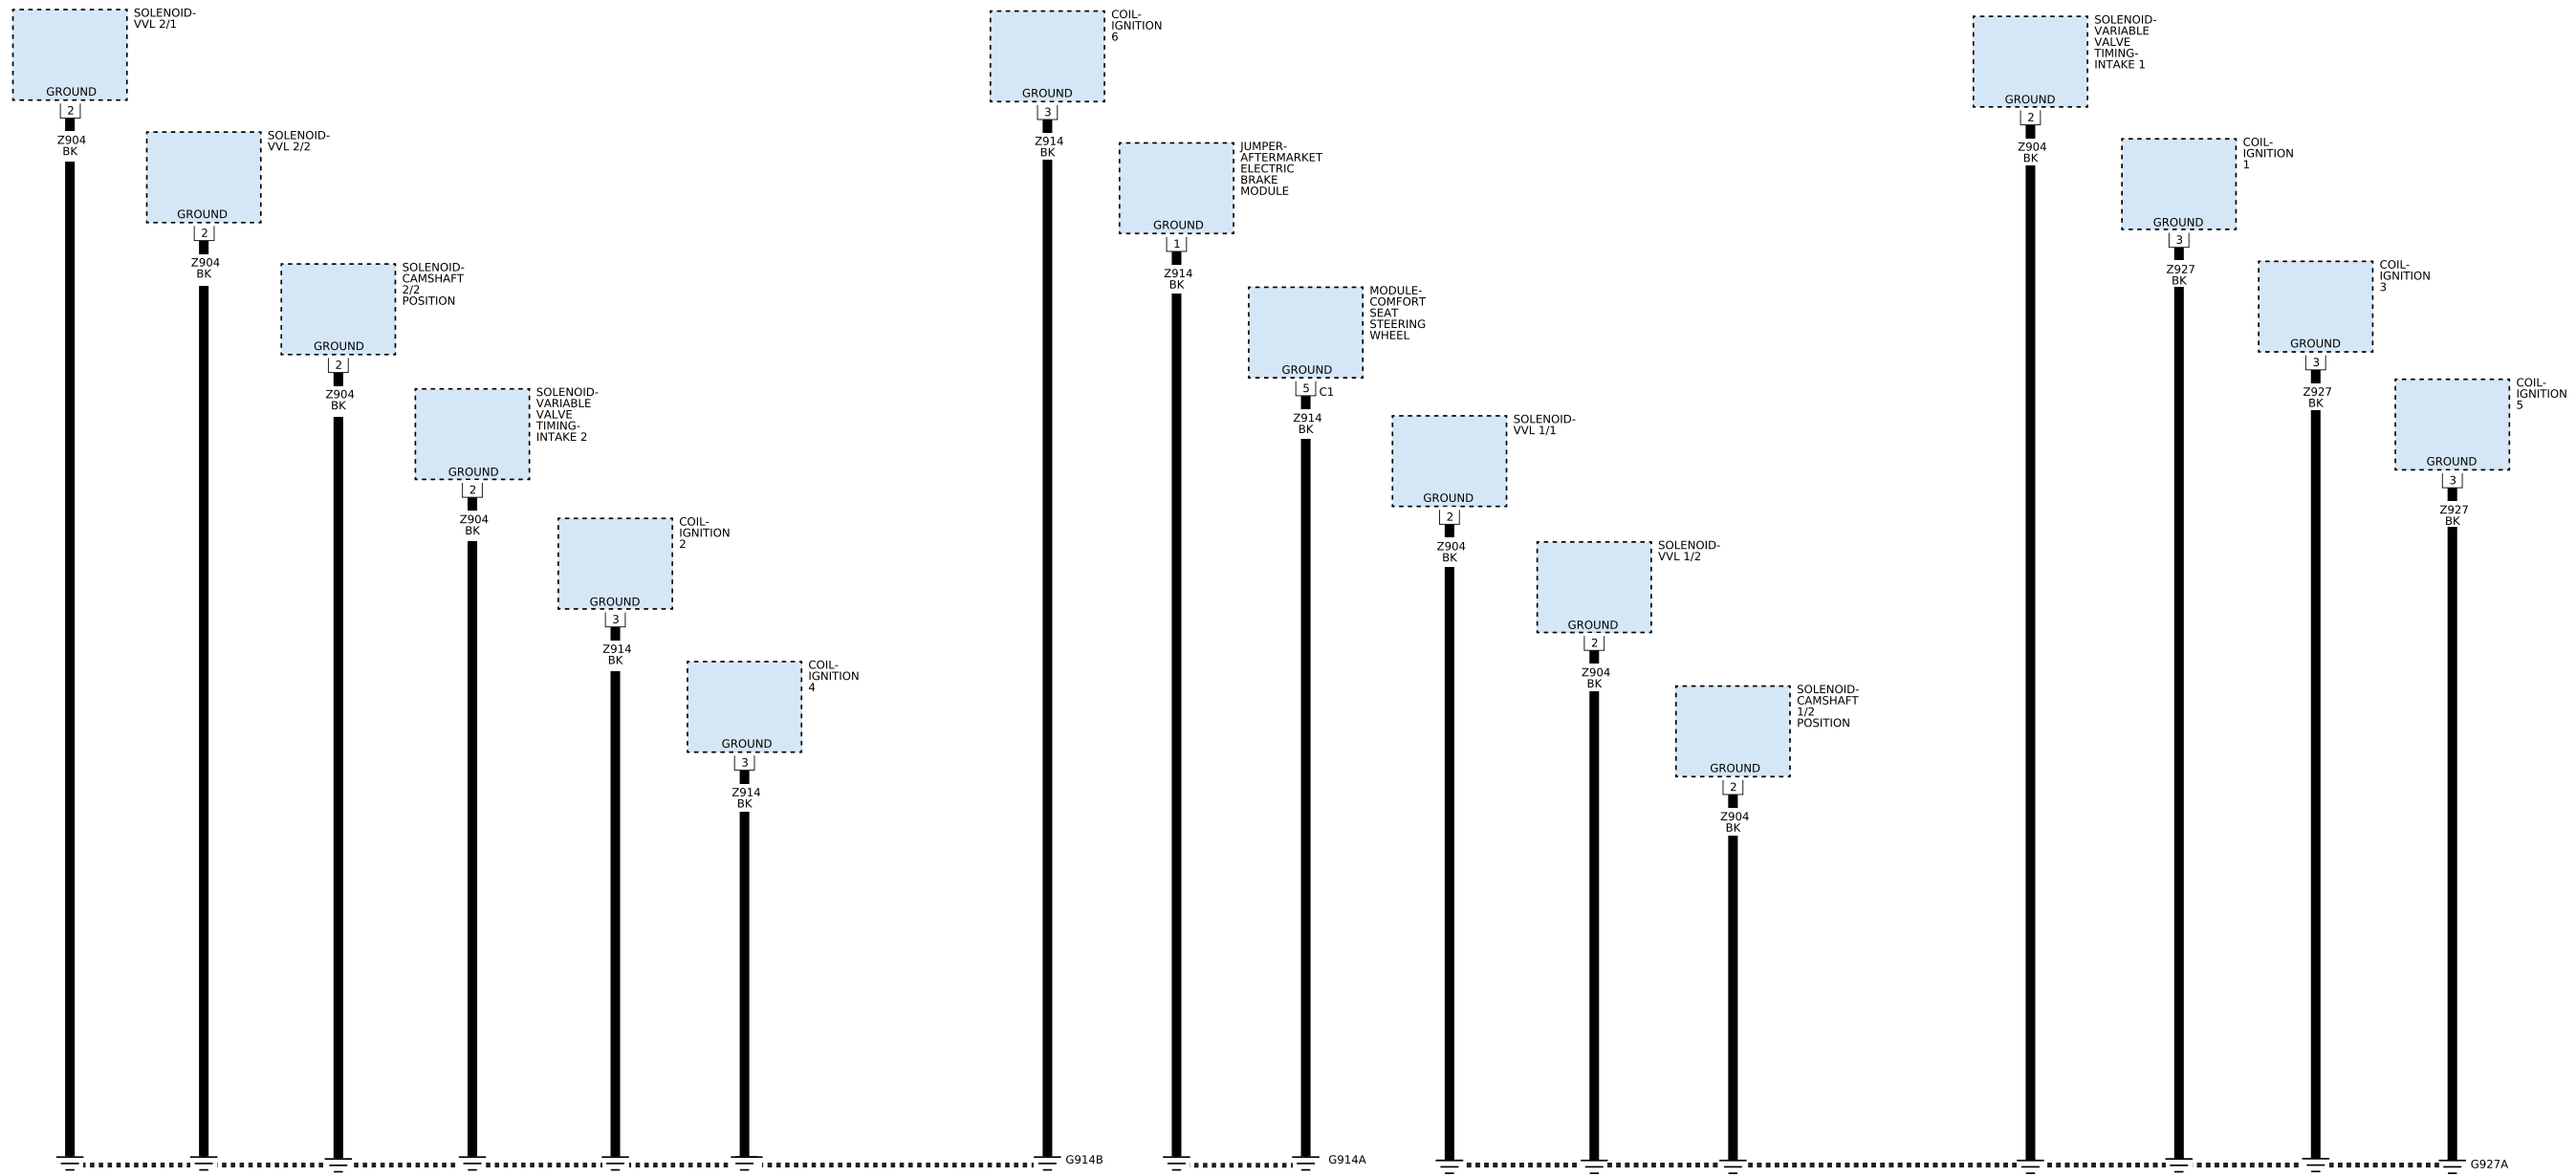 SOLENOID-
VVL 2/1
GROUND
2
Z904
BK
SOLENOID-
VVL 2/2
GROUND
2
Z904
BK
SOLENOID-
CAMSHAFT
2/2
POSITION
GROUND
2
Z904
BK
SOLENOID-
VARIABLE
VALVE
TIMING-
INTAKE 2
GROUND
2
Z904
BK
COIL-
IGNITION
2
GROUND
3
Z914
BK
COIL-
IGNITION
4
GROUND
3
Z914
BK
COIL-
IGNITION
6
GROUND
3
Z914
BK
G914B
JUMPER-
AFTERMARKET
ELECTRIC
BRAKE
MODULE
GROUND
1
Z914
BK
MODULE-
COMFORT
SEAT
STEERING
WHEEL
GROUND
5 C1
Z914
BK
G914A
SOLENOID-
VVL 1/1
GROUND
2
Z904
BK
SOLENOID-
VVL 1/2
GROUND
2
Z904
BK
SOLENOID-
CAMSHAFT
1/2
POSITION
GROUND
2
Z904
BK
SOLENOID-
VARIABLE
VALVE
TIMING-
INTAKE 1
GROUND
2
Z904
BK
COIL-
IGNITION
1
GROUND
3
Z927
BK
COIL-
IGNITION
3
GROUND
3
Z927
BK
COIL-
IGNITION
5
GROUND
3
Z927
BK
G927A